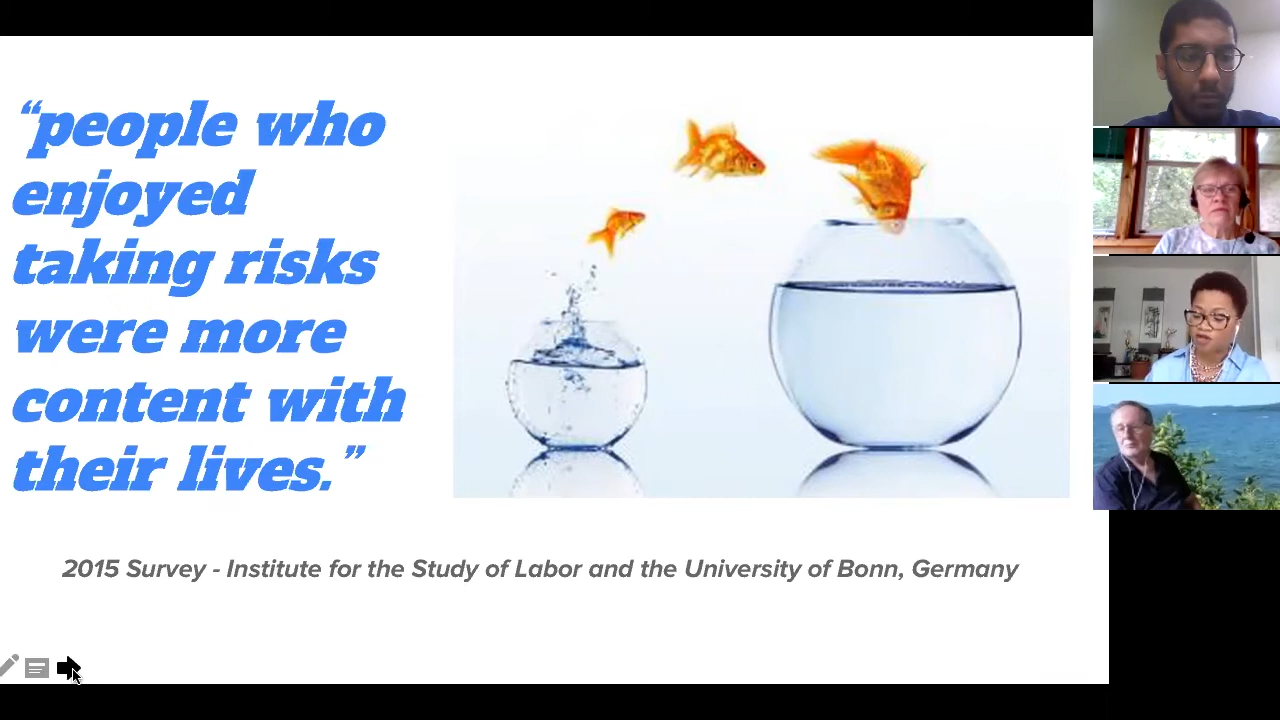 “people who
enjoyed
taking risks
were more
content with
their lives.”
2015 Survey - Institute for the Study of Labor and the University of Bonn, Germany